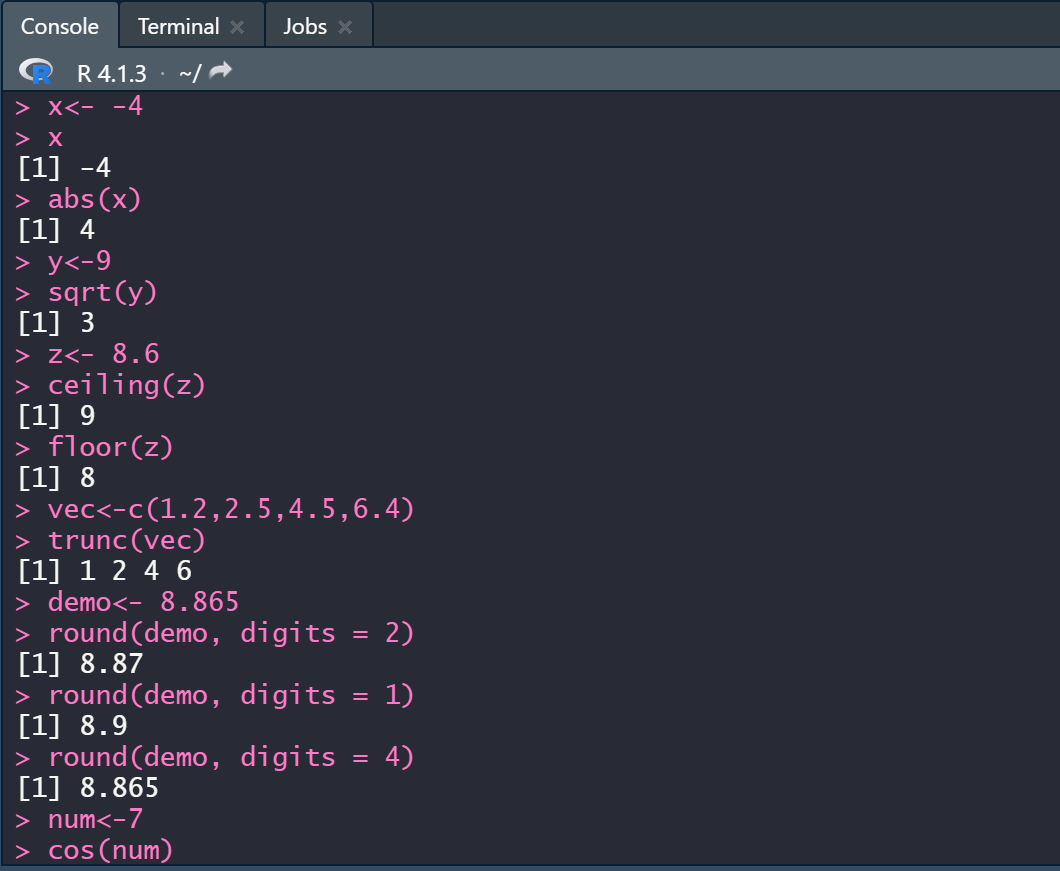 Console Terminal × Jobs ×
R R 4.1.3 · ~/
> x<- -4
> x
[1] -4
> abs(x)
[1] 4
> y<-9
> sqrt(y)
[1] 3
> z<- 8.6
> ceiling(z)
[1] 9
> floor(z)
[1] 8
> vec<-c(1.2,2.5,4.5,6.4)
> trunc(vec)
[1] 1 2 4 6
> demo<- 8.865
> round(demo, digits = 2)
[1] 8.87
> round(demo, digits = 1)
[1] 8.9
> round(demo, digits = 4)
[1] 8.865
> num<-7
> cos(num)